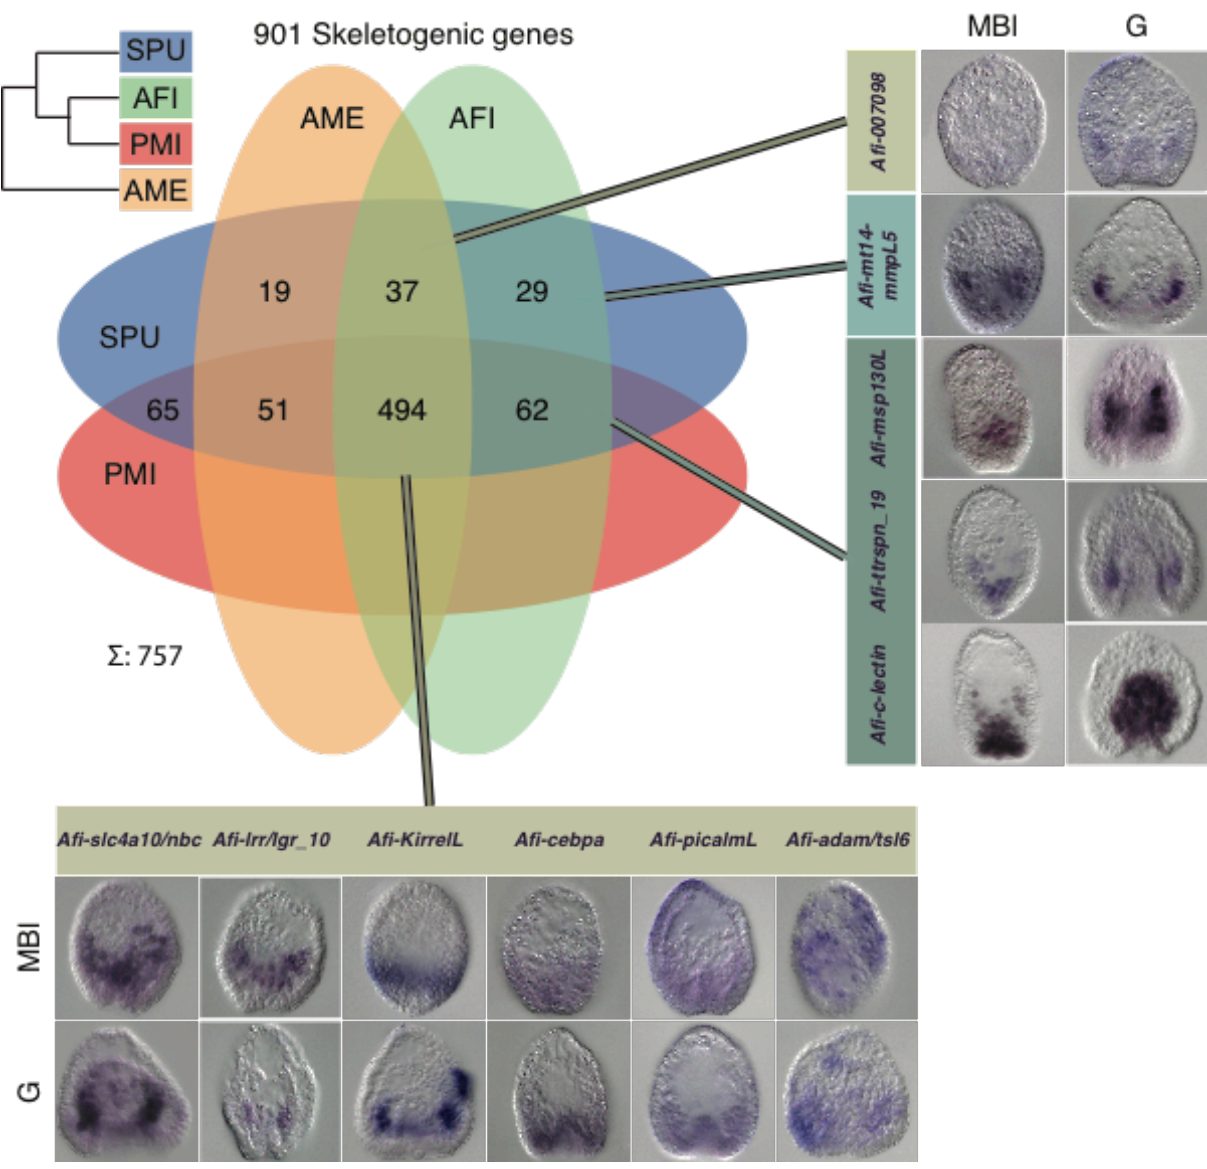 901 Skeletogenic genes
MBI
G
SPU
AFI
PMI
AME
AME
AFI
Afi-007098
Afi-mt14-
mmpL5
19
37
29
SPU
Afi-msp130L
65
51
494
62
PMI
Afi-ttrspn_19
Σ: 757
Afi-c-lectin
Afi-slc4a10/nbc
Afi-lrr/lgr_10
Afi-KirrelL
Afi-cebpa
Afi-picalmL
Afi-adam/tsl6
MBI
G